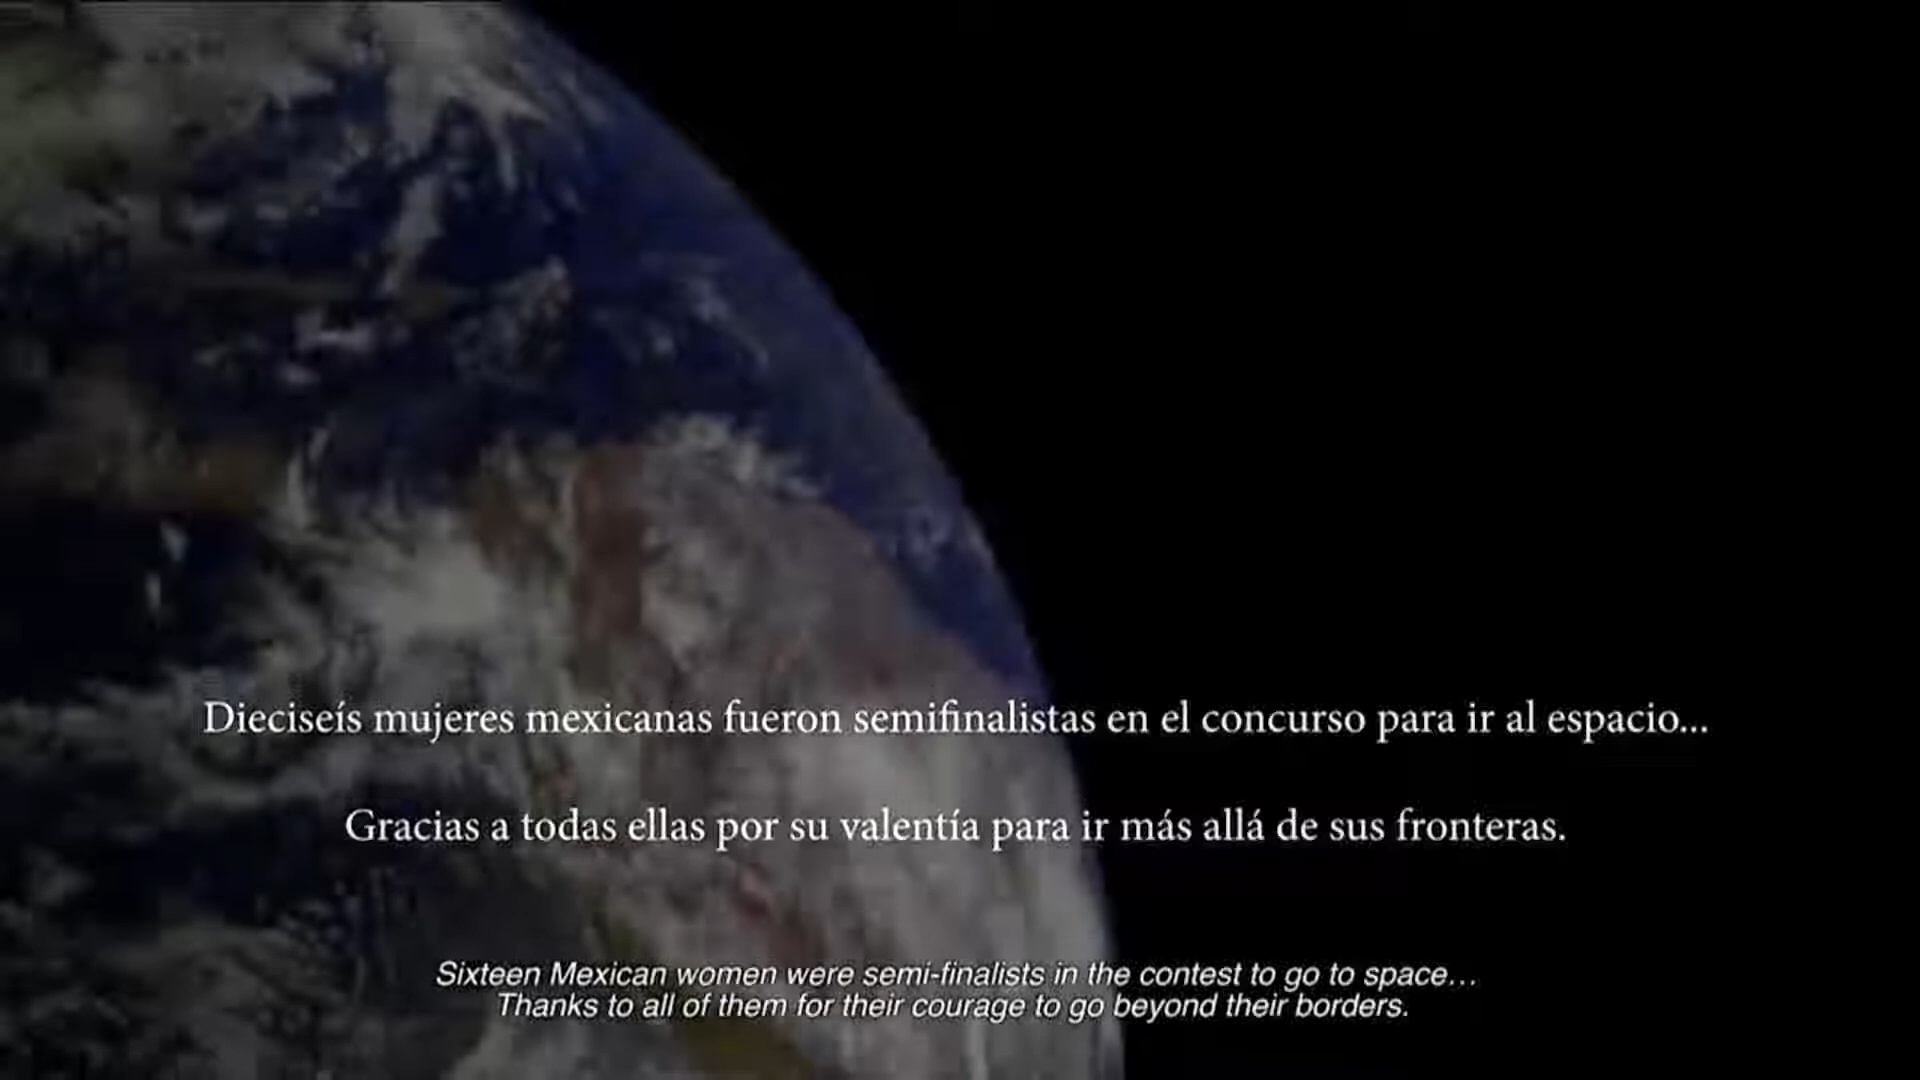 Dieciseís mujeres mexicanas fueron semifinalistas en el concurso para ir al espacio...
Gracias a todas ellas por su valentía para ir más allá de sus fronteras.
Sixteen Mexican women were semi-finalists in the contest to go to space...
Thanks to all of them for their courage to go beyond their borders.